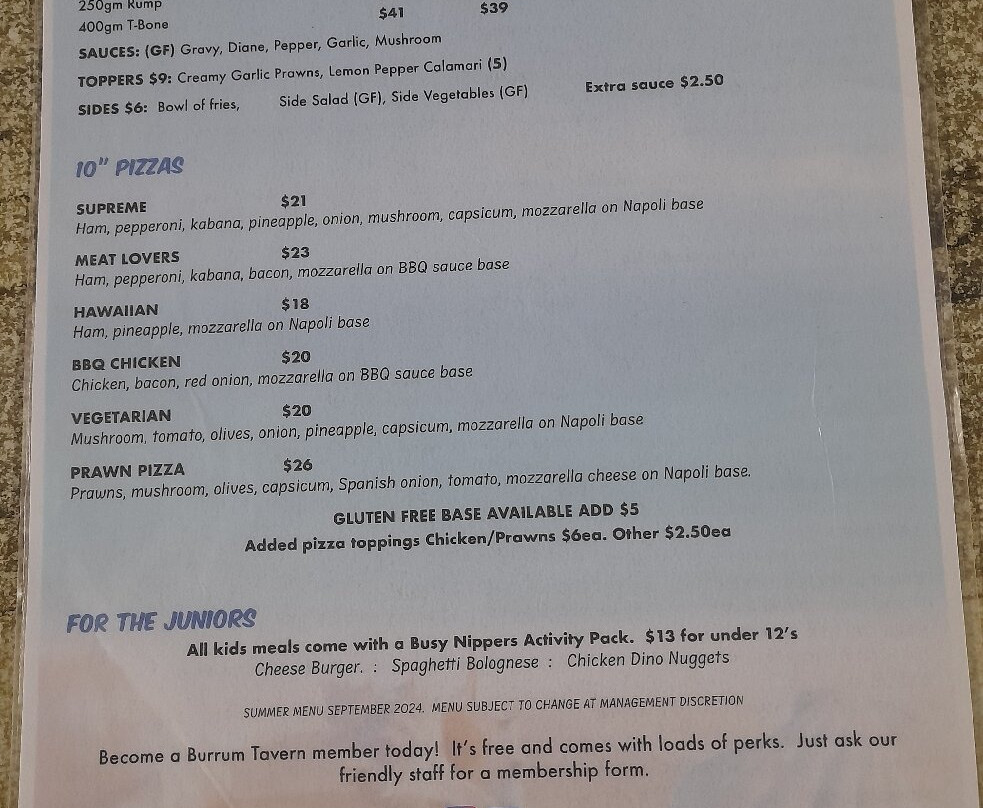 250gm Rump
$41 $39
400gm T-Bone
SAUCES: (GF) Gravy, Diane, Pepper, Garlic, Mushroom
TOPPERS $9: Creamy Garlic Prawns, Lemon Pepper Calamari (5)
SIDES $6: Bowl of fries, Side Salad (GF), Side Vegetables (GF) Extra sauce $2.50
10" PIZZAS
SUPREME $21
Ham, pepperoni, kabana, pineapple, onion, mushroom, capsicum, mozzarella on Napoli base
MEAT LOVERS $23
Ham, pepperoni, kabana, bacon, mozzarella on BBQ sauce base
HAWAIIAN $18
Ham, pineapple, mozzarella on Napoli base
BBQ CHICKEN $20
Chicken, bacon, red onion, mozzarella on BBQ sauce base
VEGETARIAN $20
Mushroom, tomato, olives, onion, pineapple, capsicum, mozzarella on Napoli base
PRAWN PIZZA $26
Prawns, mushroom, olives, capsicum, Spanish onion, tomato, mozzarella cheese on Napoli base.
GLUTEN FREE BASE AVAILABLE ADD $5
Added pizza toppings Chicken/Prawns $6ea. Other $2.50ea
FOR THE JUNIORS
All kids meals come with a Busy Nippers Activity Pack. $13 for under 12's
Cheese Burger. : Spaghetti Bolognese : Chicken Dino Nuggets
SUMMER MENU SEPTEMBER 2024. MENU SUBJECT TO CHANGE AT MANAGEMENT DISCRETION
Become a Burrum Tavern member today! It's free and comes with loads of perks. Just ask our
friendly staff for a membership form.